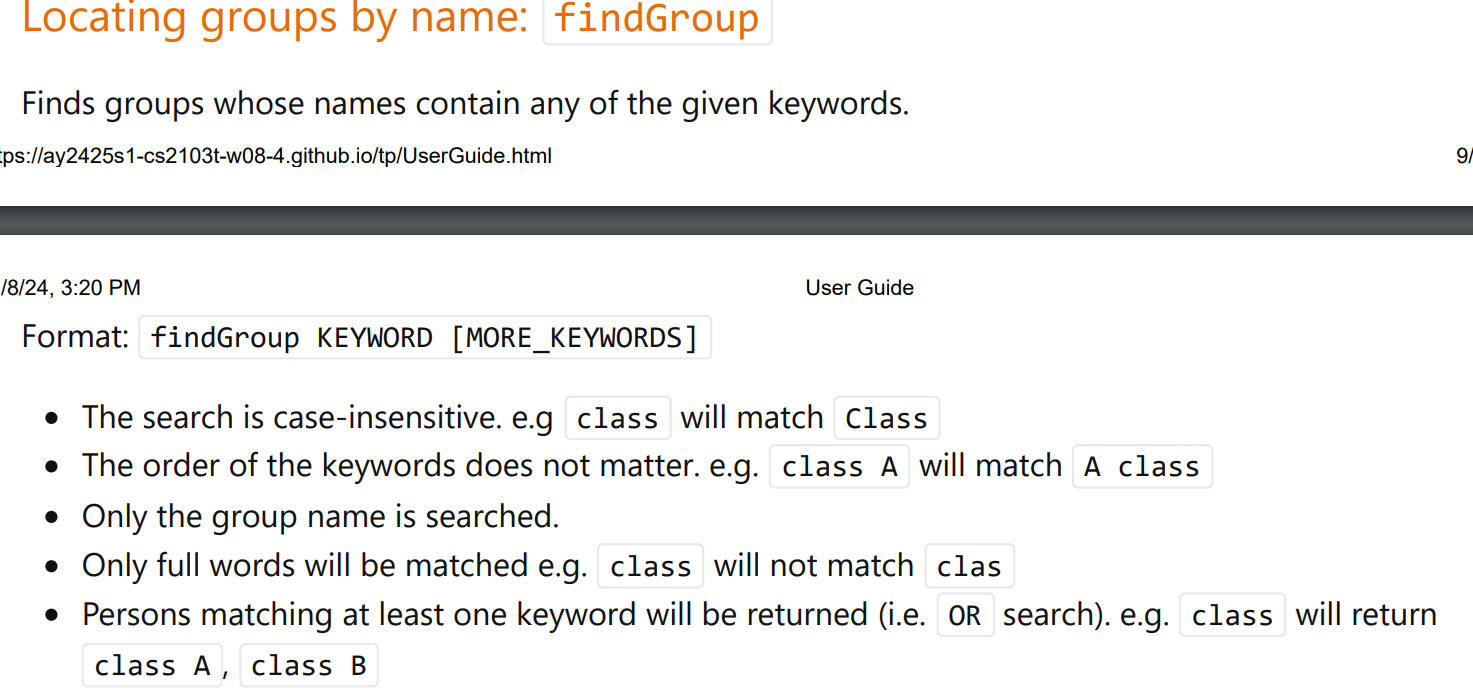 Locating groups by name: findGroup
Finds groups whose names contain any of the given keywords.
tps://ay2425s1-cs2103t-w08-4.github.io/tp/UserGuide.html 9/
/8/24, 3:20 PM User Guide
Format: findGroup KEYWORD [MORE_KEYWORDS]
• The search is case-insensitive. e.g class will match Class
• The order of the keywords does not matter. e.g. class A will match A class
• Only the group name is searched.
• Only full words will be matched e.g. class will not match clas
• Persons matching at least one keyword will be returned (i.e. OR search). e.g. class will return
class A, class B